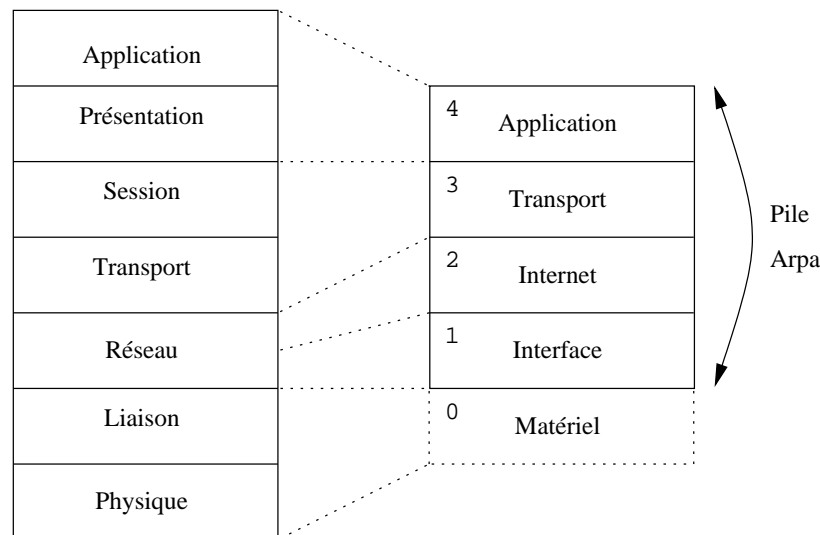 Application
Présentation
Session
Transport
Réseau
Liaison
Physique
4
Application
3
Transport
2
Internet
1
Interface
0
Matériel
Pile
Arpa